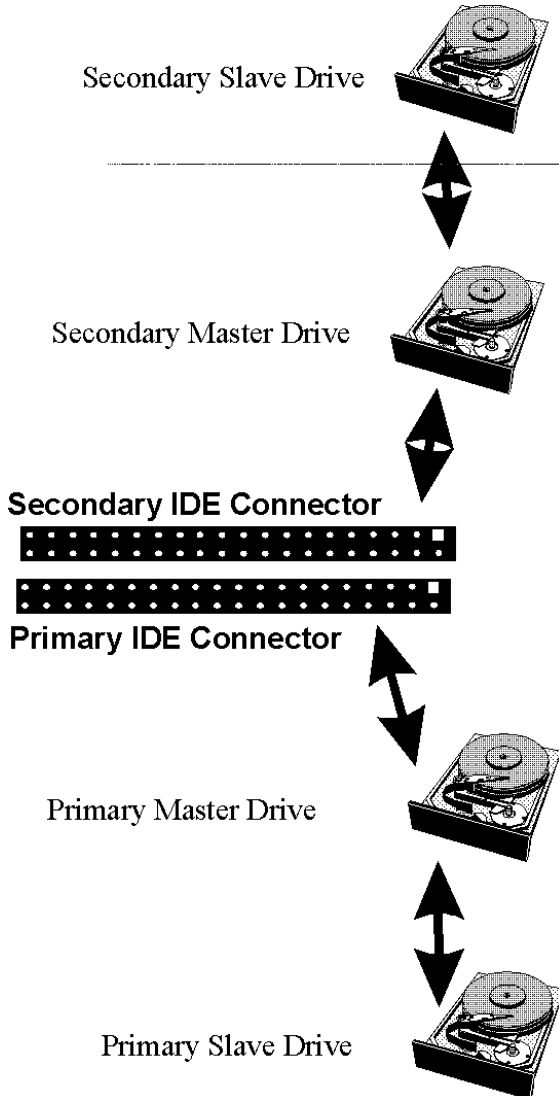 Secondary Slave Drive
Secondary Master Drive
Secondary IDE Connector
Primary IDE Connector
Primary Master Drive
Primary Slave Drive